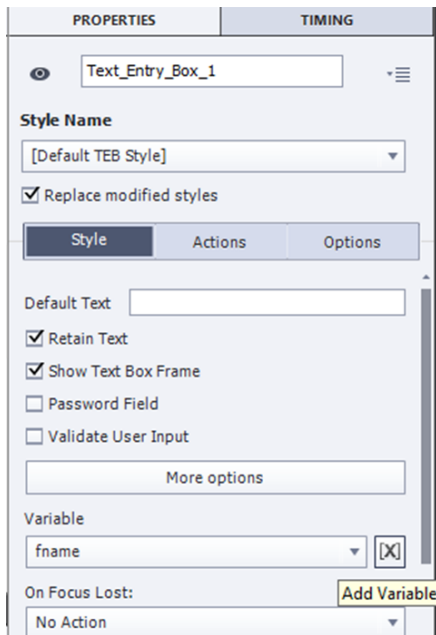 PROPERTIES TIMING
Text_Entry_Box_1
Style Name
[Default TEB Style]
Replace modified styles
Style Actions Options
Default Text
Retain Text
Show Text Box Frame
Password Field
Validate User Input
More options
Variable
fname [X]
On Focus Lost: Add Variable
No Action